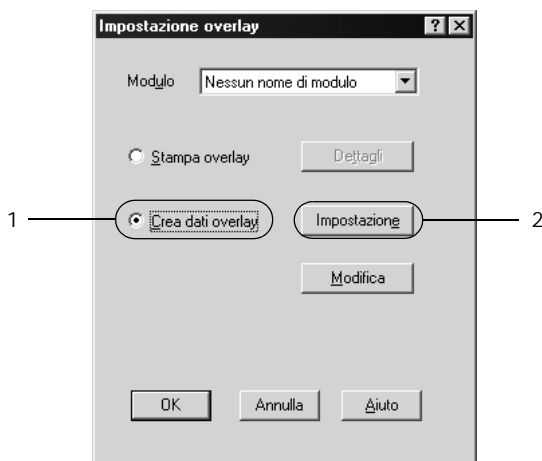 Impostazione overlay
Modulo Nessun nome di modulo
Stampa overlay Dettagli
1 Crea dati overlay Impostazione 2
Modifica
OK Annulla Aiuto